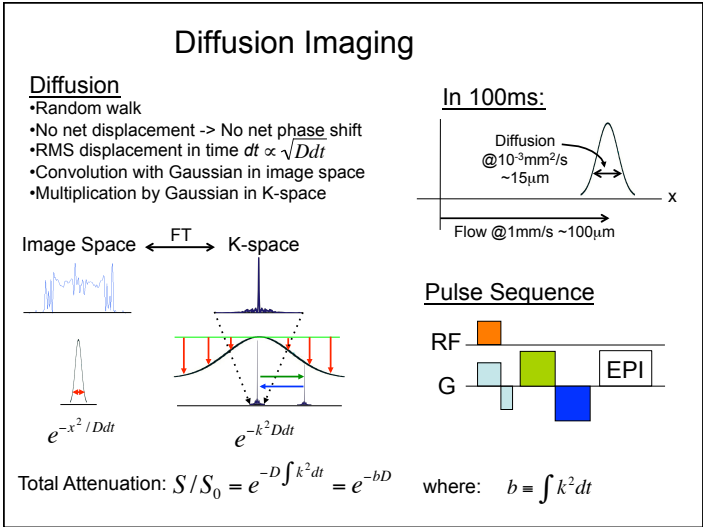 Diffusion Imaging
Diffusion
•Random walk
•No net displacement -> No net phase shift
•RMS displacement in time dt ∝ √Ddt
•Convolution with Gaussian in image space
•Multiplication by Gaussian in K-space
In 100ms:
Diffusion
@10⁻³mm²/s
~15μm
x
Flow @1mm/s ~100μm
Image Space FT K-space
e^{-x²/Ddt}
e^{-k²Ddt}
Pulse Sequence
RF
G
EPI
Total Attenuation: S/S₀ = e^{-D∫k²dt} = e^{-bD} where: b ≡ ∫k²dt